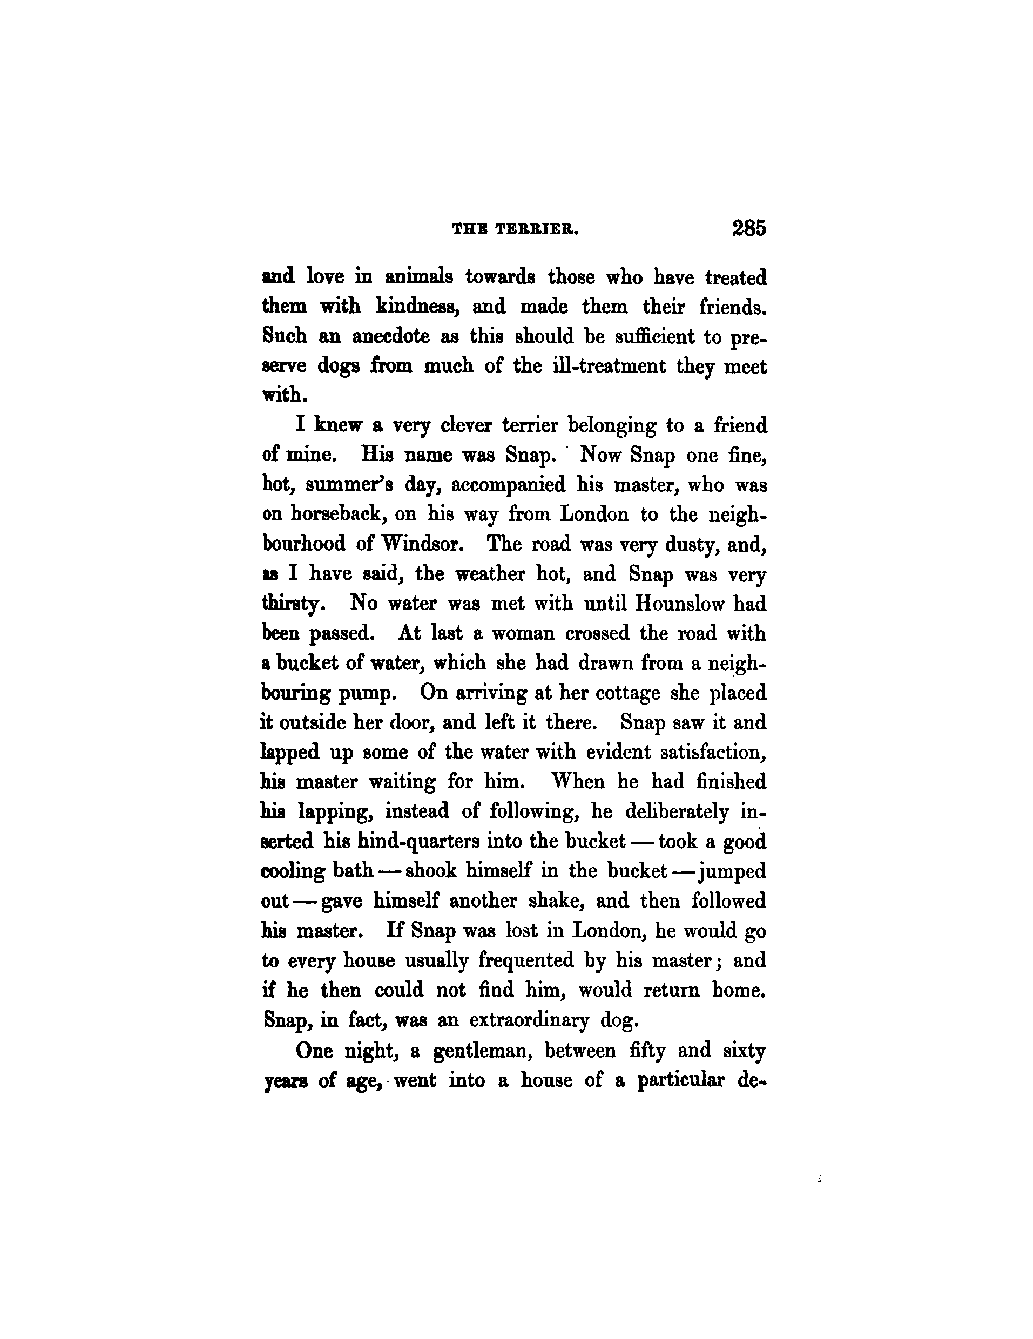 THE TERRIER. 285
and love in animals towards those who have treated
them with kindness, and made them their friends.
Such an anecdote as this should be sufficient to pre-
serve dogs from much of the ill-treatment they meet
with.
I knew a very clever terrier belonging to a friend
of mine. His name was Snap. Now Snap one fine,
hot, summer's day, accompanied his master, who was
on horseback, on his way from London to the neigh-
bourhood of Windsor. The road was very dusty, and,
as I have said, the weather hot, and Snap was very
thirsty. No water was met with until Hounslow had
been passed. At last a woman crossed the road with
a bucket of water, which she had drawn from a neigh-
bouring pump. On arriving at her cottage she placed
it outside her door, and left it there. Snap saw it and
lapped up some of the water with evident satisfaction,
his master waiting for him. When he had finished
his lapping, instead of following, he deliberately in-
serted his hind-quarters into the bucket — took a good
cooling bath — shook himself in the bucket — jumped
out — gave himself another shake, and then followed
his master. If Snap was lost in London, he would go
to every house usually frequented by his master; and
if he then could not find him, would return home.
Snap, in fact, was an extraordinary dog.
One night, a gentleman, between fifty and sixty
years of age, went into a house of a particular de-